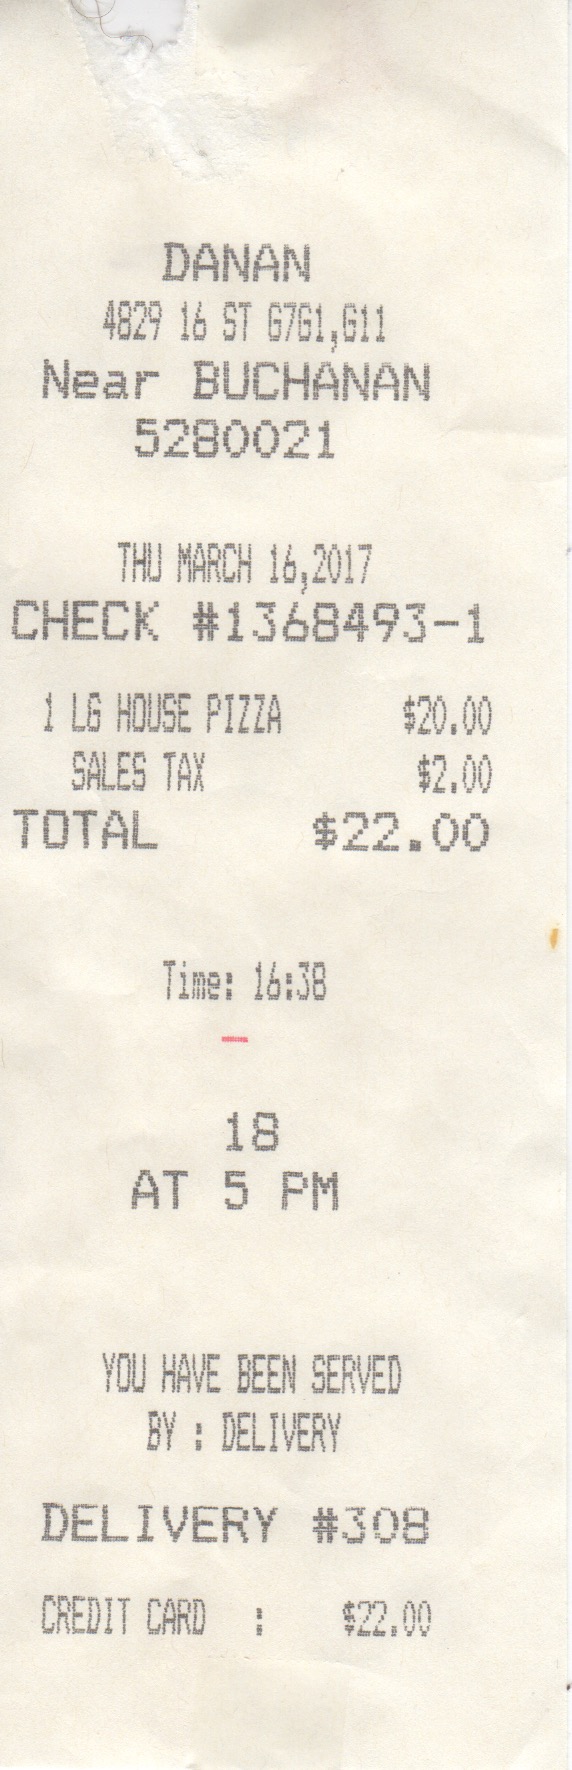 DANAN
4829 16 ST G7G1,G11
Near BUCHANAN
5280021
THU MARCH 16,2017
CHECK #1368493-1
1 LG HOUSE PIZZA $20.00
SALES TAX $2.00
TOTAL $22.00
Time: 16:38
18
AT 5 PM
YOU HAVE BEEN SERVED
BY : DELIVERY
DELIVERY #308
CREDIT CARD : $22.00